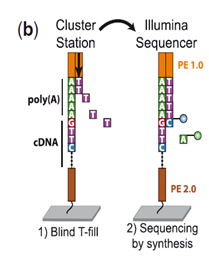 (b)
Cluster
Station
Illumina
Sequencer
PE 1.0
poly(A)
cDNA
A
A
A
A
G
T
T
C
T
T
T
T
T
A
A
A
A
G
T
T
C
T
T
T
T
C
A
PE 2.0
1) Blind T-fill
2) Sequencing
by synthesis